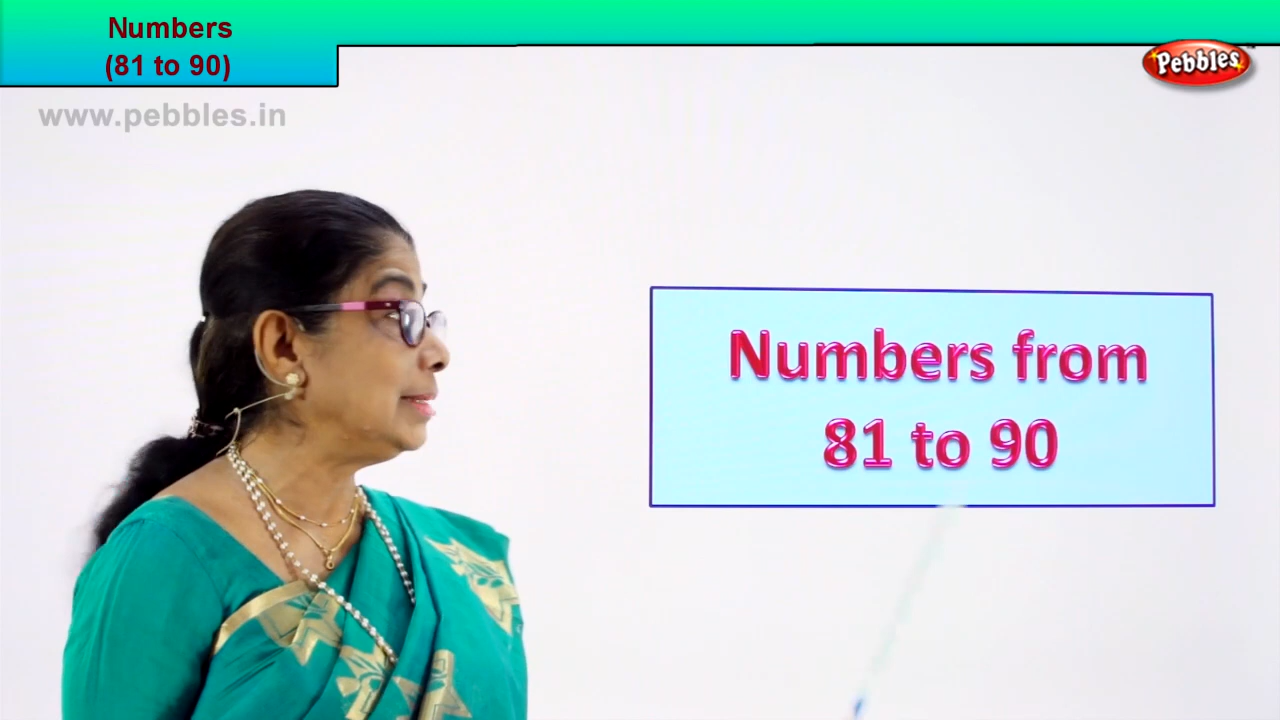 Numbers
(81 to 90)
Pebbles
www.pebbles.in
Numbers from
81 to 90